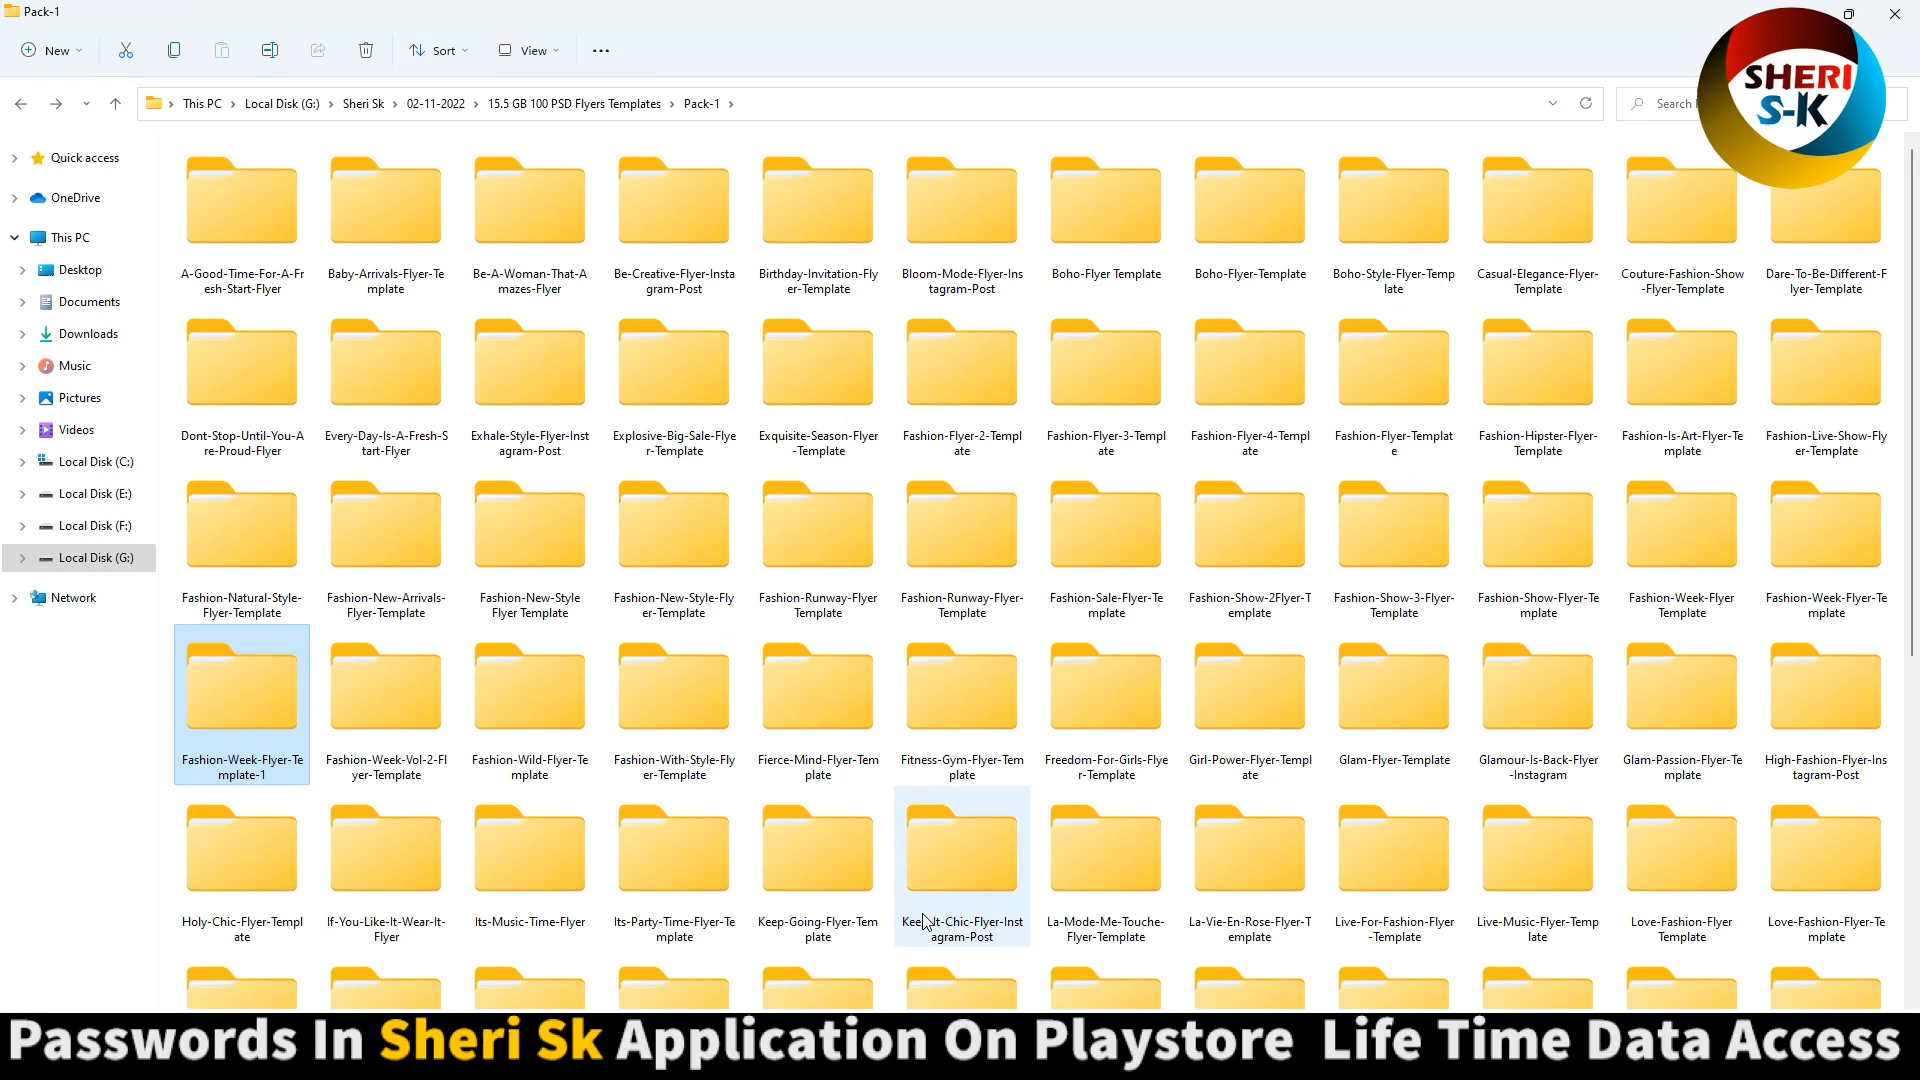 Pack-1
New
Sort
View
This PC > Local Disk (G:) > Sheri Sk > 02-11-2022 > 15.5 GB 100 PSD Flyers Templates > Pack-1 >
Search
SHERI
S-K
Quick access
OneDrive
This PC
Desktop
Documents
Downloads
Music
Pictures
Videos
Local Disk (C:)
Local Disk (E:)
Local Disk (F:)
Local Disk (G:)
Network
A-Good-Time-For-A-Fr
esh-Start-Flyer
Baby-Arrivals-Flyer-Te
mplate
Be-A-Woman-That-A
mazes-Flyer
Be-Creative-Flyer-Insta
gram-Post
Birthday-Invitation-Fly
er-Template
Bloom-Mode-Flyer-Ins
tagram-Post
Boho-Flyer Template
Boho-Flyer-Template
Boho-Style-Flyer-Temp
late
Casual-Elegance-Flyer-
Template
Couture-Fashion-Show
-Flyer-Template
Dare-To-Be-Different-F
lyer-Template
Dont-Stop-Until-You-A
re-Proud-Flyer
Every-Day-Is-A-Fresh-S
tart-Flyer
Exhale-Style-Flyer-Inst
agram-Post
Explosive-Big-Sale-Flye
r-Template
Exquisite-Season-Flyer
-Template
Fashion-Flyer-2-Templ
ate
Fashion-Flyer-3-Templ
ate
Fashion-Flyer-4-Templ
ate
Fashion-Flyer-Templat
e
Fashion-Hipster-Flyer-
Template
Fashion-Is-Art-Flyer-Te
mplate
Fashion-Live-Show-Fly
er-Template
Fashion-Natural-Style-
Flyer-Template
Fashion-New-Arrivals-
Flyer-Template
Fashion-New-Style
Flyer Template
Fashion-New-Style-Fly
er-Template
Fashion-Runway-Flyer
Template
Fashion-Runway-Flyer-
Template
Fashion-Sale-Flyer-Te
mplate
Fashion-Show-2Flyer-T
emplate
Fashion-Show-3-Flyer-
Template
Fashion-Show-Flyer-Te
mplate
Fashion-Week-Flyer
Template
Fashion-Week-Flyer-Te
mplate
Fashion-Week-Flyer-Te
mplate-1
Fashion-Week-Vol-2-Fl
yer-Template
Fashion-Wild-Flyer-Te
mplate
Fashion-With-Style-Fly
er-Template
Fierce-Mind-Flyer-Tem
plate
Fitness-Gym-Flyer-Tem
plate
Freedom-For-Girls-Flye
r-Template
Girl-Power-Flyer-Templ
ate
Glam-Flyer-Template
Glamour-Is-Back-Flyer
-Instagram
Glam-Passion-Flyer-Te
mplate
High-Fashion-Flyer-Ins
tagram-Post
Holy-Chic-Flyer-Templ
ate
If-You-Like-It-Wear-It-
Flyer
Its-Music-Time-Flyer
Its-Party-Time-Flyer-Te
mplate
Keep-Going-Flyer-Tem
plate
Keep-It-Chic-Flyer-Inst
agram-Post
La-Mode-Me-Touche-
Flyer-Template
La-Vie-En-Rose-Flyer-T
emplate
Live-For-Fashion-Flyer
-Template
Live-Music-Flyer-Temp
late
Love-Fashion-Flyer
Template
Love-Fashion-Flyer-Te
mplate
Passwords In Sheri Sk Application On Playstore Life Time Data Access